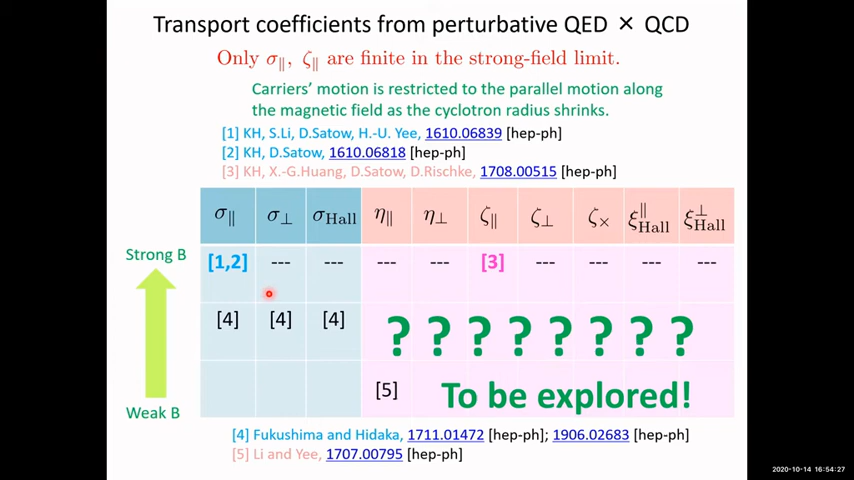 Transport coefficients from perturbative QED × QCD
Only σ∥, ζ∥ are finite in the strong-field limit.
Carriers' motion is restricted to the parallel motion along
the magnetic field as the cyclotron radius shrinks.
[1] KH, S.Li, D.Satow, H.-U. Yee, 1610.06839 [hep-ph]
[2] KH, D.Satow, 1610.06818 [hep-ph]
[3] KH, X.-G.Huang, D.Satow, D.Rischke, 1708.00515 [hep-ph]
σ∥ σ⊥ σHall η∥ η⊥ ζ∥ ζ⊥ ζ× ξ∥Hall ξ⊥Hall
Strong B
[1,2] --- --- --- --- [3] --- --- --- ---
[4] [4] [4] ? ? ? ? ? ? ? ?
[5] To be explored!
Weak B
[4] Fukushima and Hidaka, 1711.01472 [hep-ph]; 1906.02683 [hep-ph]
[5] Li and Yee, 1707.00795 [hep-ph]
2020-10-14 16:54:27